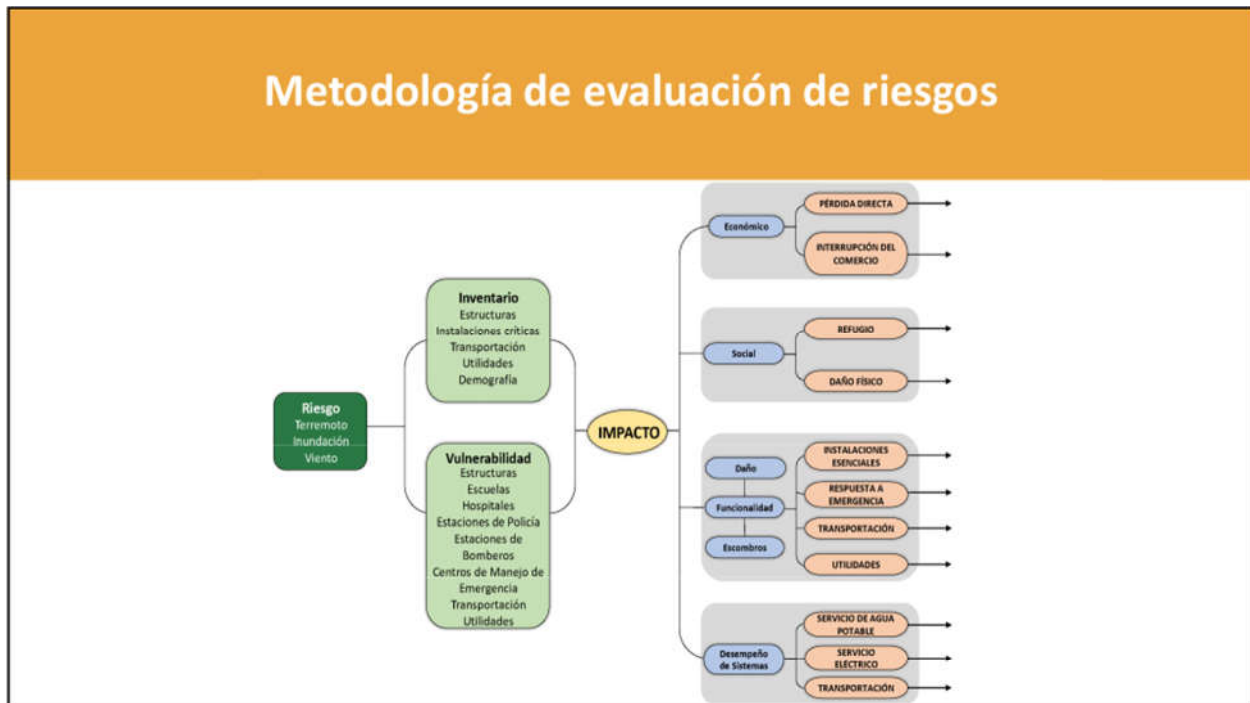 Metodología de evaluación de riesgos
Riesgo
Terremoto
Inundación
Viento
Inventario
Estructuras
Instalaciones críticas
Transportación
Utilidades
Demografía
Vulnerabilidad
Estructuras
Escuelas
Hospitales
Estaciones de Policía
Estaciones de
Bomberos
Centros de Manejo de
Emergencia
Transportación
Utilidades
IMPACTO
Económico
PÉRDIDA DIRECTA
INTERRUPCIÓN DEL
COMERCIO
Social
REFUGIO
DAÑO FÍSICO
Daño
Funcionalidad
Escombros
INSTALACIONES
ESENCIALES
RESPUESTA A
EMERGENCIA
TRANSPORTACIÓN
UTILIDADES
Desempeño
de Sistemas
SERVICIO DE AGUA
POTABLE
SERVICIO
ELÉCTRICO
TRANSPORTACIÓN